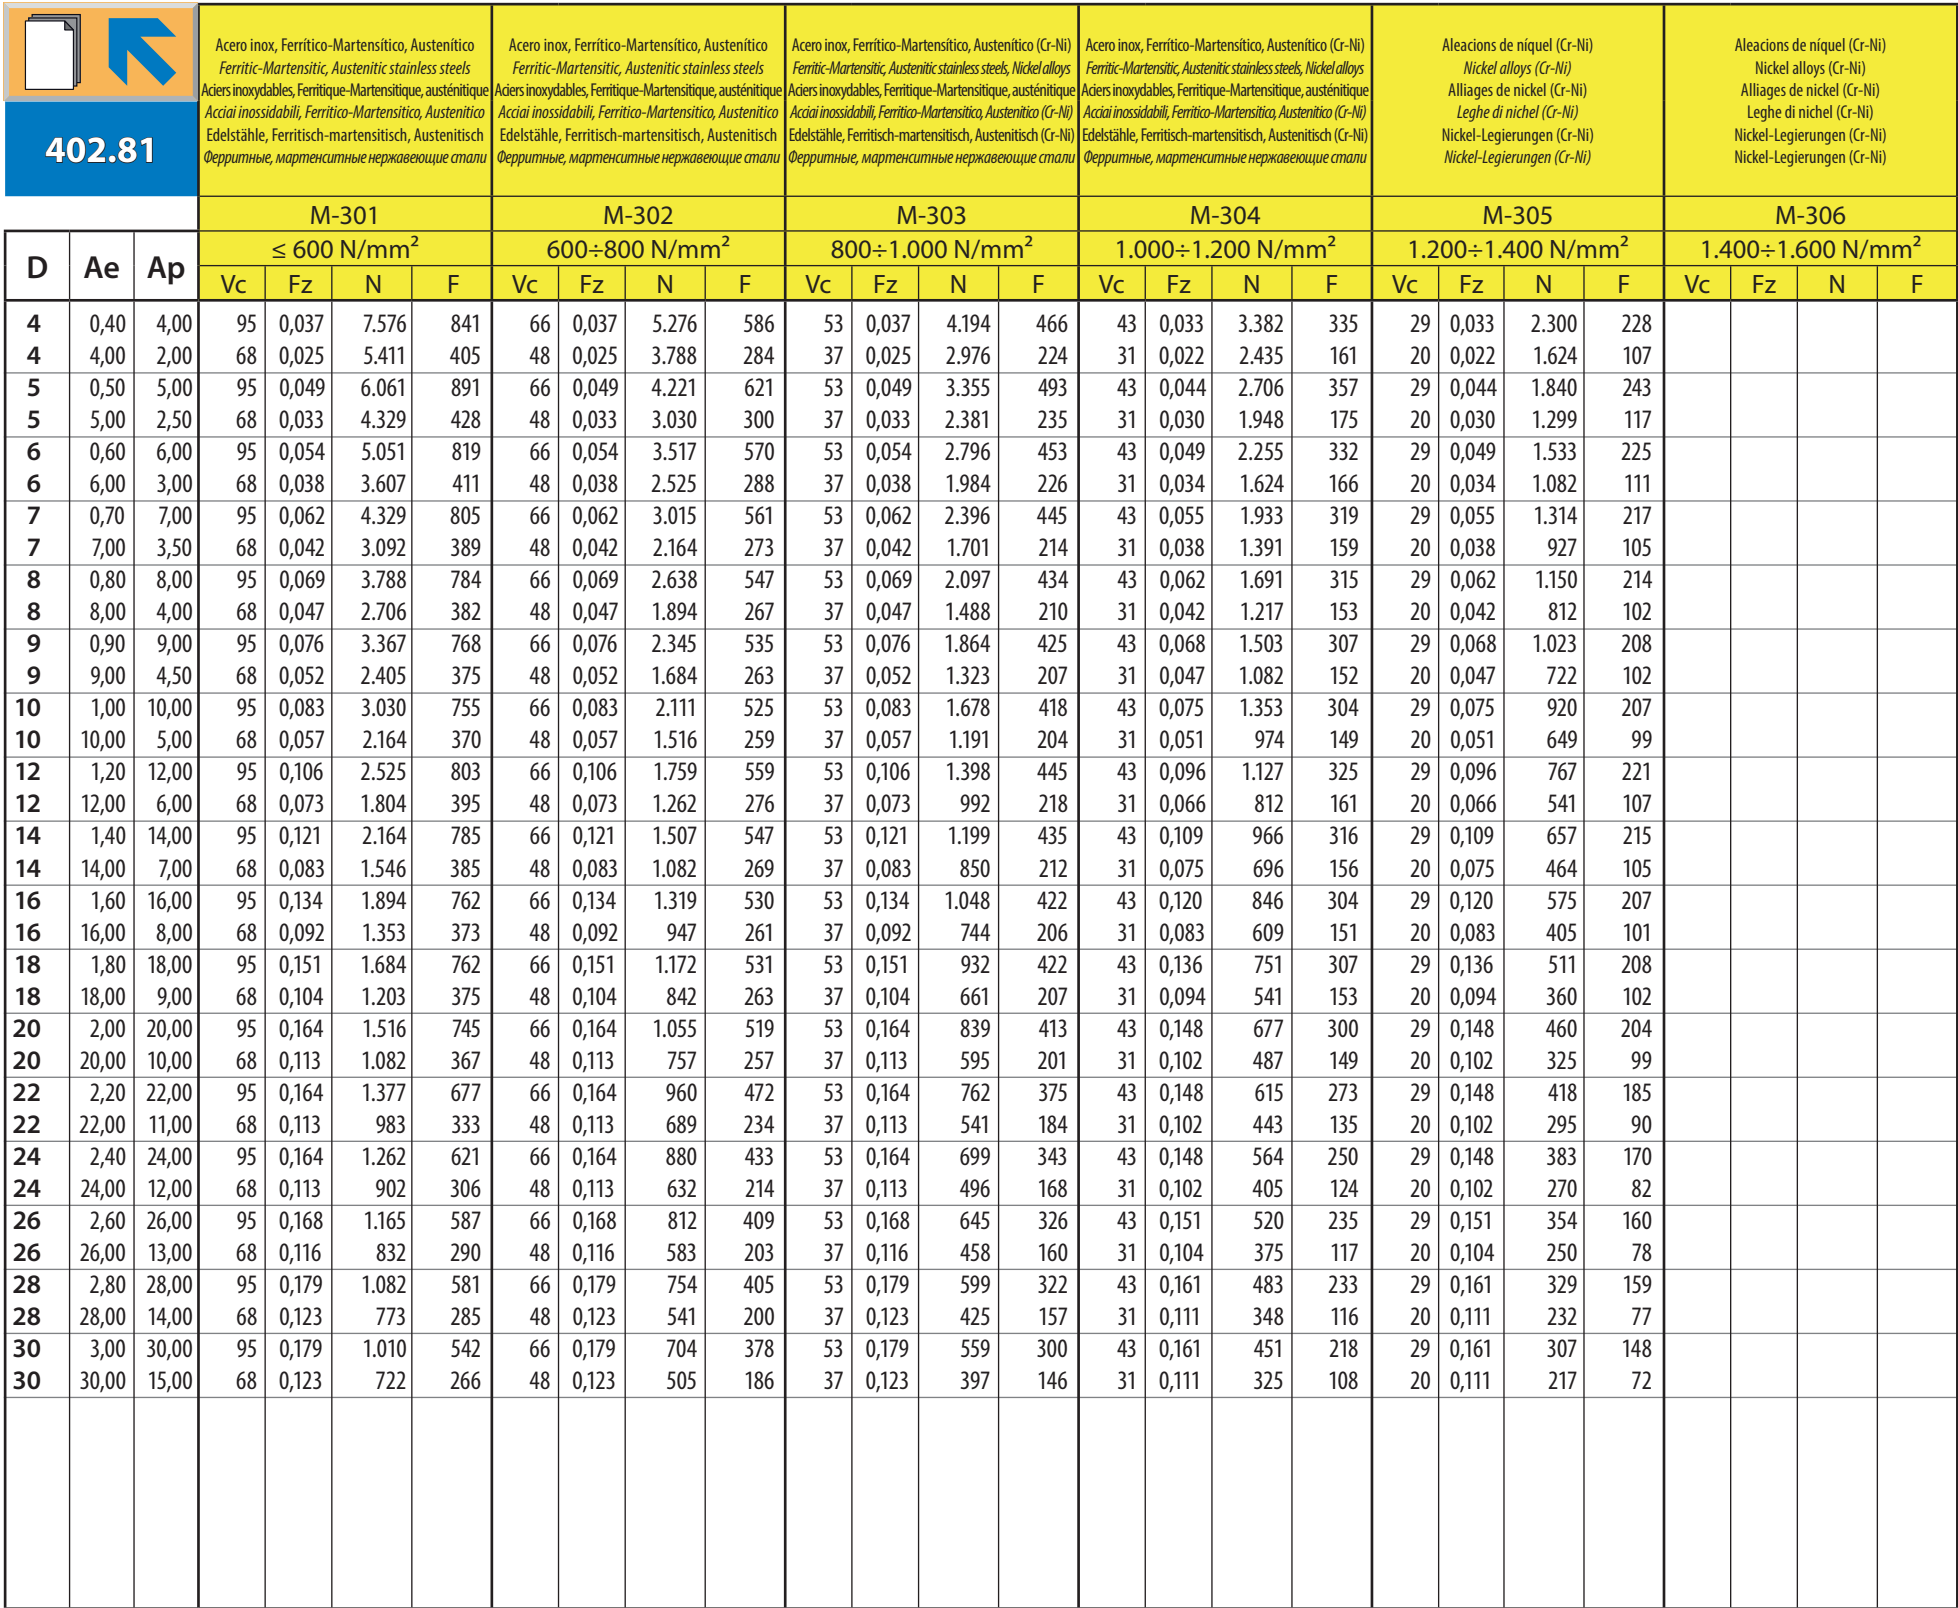 402.81
Acero inox, Ferrítico-Martensítico, Austenítico
Ferritic-Martensitic, Austenitic stainless steels
Aciers inoxydables, Ferritique-Martensitique, austénitique
Acciai inossidabili, Ferritico-Martensitico, Austenitico
Edelstähle, Ferritisch-martensitisch, Austenitisch
Ферритные, мартенситные нержавеющие стали
Acero inox, Ferrítico-Martensítico, Austenítico
Ferritic-Martensitic, Austenitic stainless steels
Aciers inoxydables, Ferritique-Martensitique, austénitique
Acciai inossidabili, Ferritico-Martensitico, Austenitico
Edelstähle, Ferritisch-martensitisch, Austenitisch
Ферритные, мартенситные нержавеющие стали
Acero inox, Ferrítico-Martensítico, Austenítico (Cr-Ni)
Ferritic-Martensitic, Austenitic stainless steels, Nickel alloys
Aciers inoxydables, Ferritique-Martensitique, austénitique
Acciai inossidabili, Ferritico-Martensitico, Austenitico (Cr-Ni)
Edelstähle, Ferritisch-martensitisch, Austenitisch (Cr-Ni)
Ферритные, мартенситные нержавеющие стали
Acero inox, Ferrítico-Martensítico, Austenítico (Cr-Ni)
Ferritic-Martensitic, Austenitic stainless steels, Nickel alloys
Aciers inoxydables, Ferritique-Martensitique, austénitique
Acciai inossidabili, Ferritico-Martensitico, Austenitico (Cr-Ni)
Edelstähle, Ferritisch-martensitisch, Austenitisch (Cr-Ni)
Ферритные, мартенситные нержавеющие стали
Aleacions de níquel (Cr-Ni)
Nickel alloys (Cr-Ni)
Alliages de nickel (Cr-Ni)
Leghe di nichel (Cr-Ni)
Nickel-Legierungen (Cr-Ni)
Nickel-Legierungen (Cr-Ni)
Aleacions de níquel (Cr-Ni)
Nickel alloys (Cr-Ni)
Alliages de nickel (Cr-Ni)
Leghe di nichel (Cr-Ni)
Nickel-Legierungen (Cr-Ni)
Nickel-Legierungen (Cr-Ni)
M-301 M-302 M-303 M-304 M-305 M-306
≤ 600 N/mm² 600÷800 N/mm² 800÷1.000 N/mm² 1.000÷1.200 N/mm² 1.200÷1.400 N/mm² 1.400÷1.600 N/mm²
D Ae Ap Vc Fz N F Vc Fz N F Vc Fz N F Vc Fz N F Vc Fz N F Vc Fz N F
4 0,40 4,00 95 0,037 7.576 841 66 0,037 5.276 586 53 0,037 4.194 466 43 0,033 3.382 335 29 0,033 2.300 228
4 4,00 2,00 68 0,025 5.411 405 48 0,025 3.788 284 37 0,025 2.976 224 31 0,022 2.435 161 20 0,022 1.624 107
5 0,50 5,00 95 0,049 6.061 891 66 0,049 4.221 621 53 0,049 3.355 493 43 0,044 2.706 357 29 0,044 1.840 243
5 5,00 2,50 68 0,033 4.329 428 48 0,033 3.030 300 37 0,033 2.381 235 31 0,030 1.948 175 20 0,030 1.299 117
6 0,60 6,00 95 0,054 5.051 819 66 0,054 3.517 570 53 0,054 2.796 453 43 0,049 2.255 332 29 0,049 1.533 225
6 6,00 3,00 68 0,038 3.607 411 48 0,038 2.525 288 37 0,038 1.984 226 31 0,034 1.624 166 20 0,034 1.082 111
7 0,70 7,00 95 0,062 4.329 805 66 0,062 3.015 561 53 0,062 2.396 445 43 0,055 1.933 319 29 0,055 1.314 217
7 7,00 3,50 68 0,042 3.092 389 48 0,042 2.164 273 37 0,042 1.701 214 31 0,038 1.391 159 20 0,038 927 105
8 0,80 8,00 95 0,069 3.788 784 66 0,069 2.638 547 53 0,069 2.097 434 43 0,062 1.691 315 29 0,062 1.150 214
8 8,00 4,00 68 0,047 2.706 382 48 0,047 1.894 267 37 0,047 1.488 210 31 0,042 1.217 153 20 0,042 812 102
9 0,90 9,00 95 0,076 3.367 768 66 0,076 2.345 535 53 0,076 1.864 425 43 0,068 1.503 307 29 0,068 1.023 208
9 9,00 4,50 68 0,052 2.405 375 48 0,052 1.684 263 37 0,052 1.323 207 31 0,047 1.082 152 20 0,047 722 102
10 1,00 10,00 95 0,083 3.030 755 66 0,083 2.111 525 53 0,083 1.678 418 43 0,075 1.353 304 29 0,075 920 207
10 10,00 5,00 68 0,057 2.164 370 48 0,057 1.516 259 37 0,057 1.191 204 31 0,051 974 149 20 0,051 649 99
12 1,20 12,00 95 0,106 2.525 803 66 0,106 1.759 559 53 0,106 1.398 445 43 0,096 1.127 325 29 0,096 767 221
12 12,00 6,00 68 0,073 1.804 395 48 0,073 1.262 276 37 0,073 992 218 31 0,066 812 161 20 0,066 541 107
14 1,40 14,00 95 0,121 2.164 785 66 0,121 1.507 547 53 0,121 1.199 435 43 0,109 966 316 29 0,109 657 215
14 14,00 7,00 68 0,083 1.546 385 48 0,083 1.082 269 37 0,083 850 212 31 0,075 696 156 20 0,075 464 105
16 1,60 16,00 95 0,134 1.894 762 66 0,134 1.319 530 53 0,134 1.048 422 43 0,120 846 304 29 0,120 575 207
16 16,00 8,00 68 0,092 1.353 373 48 0,092 947 261 37 0,092 744 206 31 0,083 609 151 20 0,083 405 101
18 1,80 18,00 95 0,151 1.684 762 66 0,151 1.172 531 53 0,151 932 422 43 0,136 751 307 29 0,136 511 208
18 18,00 9,00 68 0,104 1.203 375 48 0,104 842 263 37 0,104 661 207 31 0,094 541 153 20 0,094 360 102
20 2,00 20,00 95 0,164 1.516 745 66 0,164 1.055 519 53 0,164 839 413 43 0,148 677 300 29 0,148 460 204
20 20,00 10,00 68 0,113 1.082 367 48 0,113 757 257 37 0,113 595 201 31 0,102 487 149 20 0,102 325 99
22 2,20 22,00 95 0,164 1.377 677 66 0,164 960 472 53 0,164 762 375 43 0,148 615 273 29 0,148 418 185
22 22,00 11,00 68 0,113 983 333 48 0,113 689 234 37 0,113 541 184 31 0,102 443 135 20 0,102 295 90
24 2,40 24,00 95 0,164 1.262 621 66 0,164 880 433 53 0,164 699 343 43 0,148 564 250 29 0,148 383 170
24 24,00 12,00 68 0,113 902 306 48 0,113 632 214 37 0,113 496 168 31 0,102 405 124 20 0,102 270 82
26 2,60 26,00 95 0,168 1.165 587 66 0,168 812 409 53 0,168 645 326 43 0,151 520 235 29 0,151 354 160
26 26,00 13,00 68 0,116 832 290 48 0,116 583 203 37 0,116 458 160 31 0,104 375 117 20 0,104 250 78
28 2,80 28,00 95 0,179 1.082 581 66 0,179 754 405 53 0,179 599 322 43 0,161 483 233 29 0,161 329 159
28 28,00 14,00 68 0,123 773 285 48 0,123 541 200 37 0,123 425 157 31 0,111 348 116 20 0,111 232 77
30 3,00 30,00 95 0,179 1.010 542 66 0,179 704 378 53 0,179 559 300 43 0,161 451 218 29 0,161 307 148
30 30,00 15,00 68 0,123 722 266 48 0,123 505 186 37 0,123 397 146 31 0,111 325 108 20 0,111 217 72